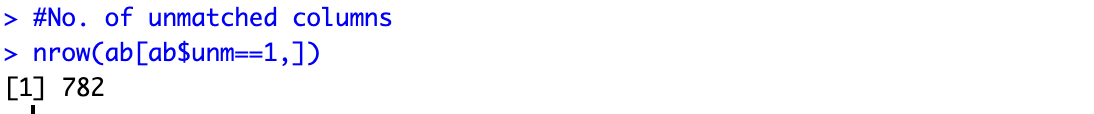 > #No. of unmatched columns
> nrow(ab[ab$unm==1,])
[1] 782